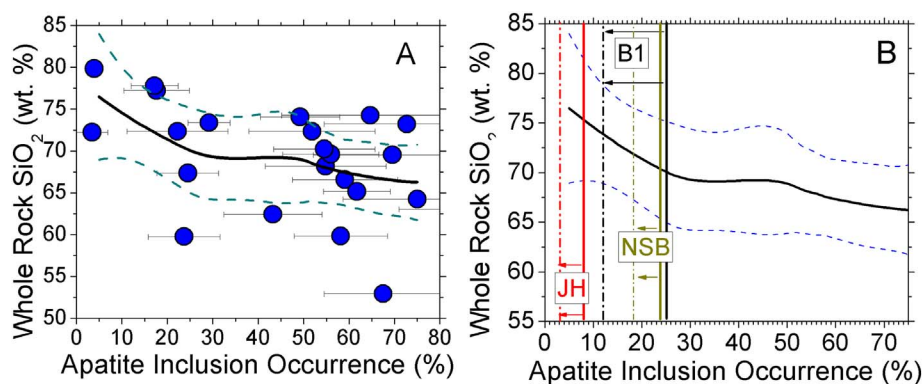 A
Whole Rock SiO2 (wt. %)
85
80
75
70
65
60
55
50
0 10 20 30 40 50 60 70 80
Apatite Inclusion Occurrence (%)
B
Whole Rock SiO2 (wt. %)
85
80
75
70
65
60
55
B1
NSB
JH
0 10 20 30 40 50 60 70
Apatite Inclusion Occurrence (%)